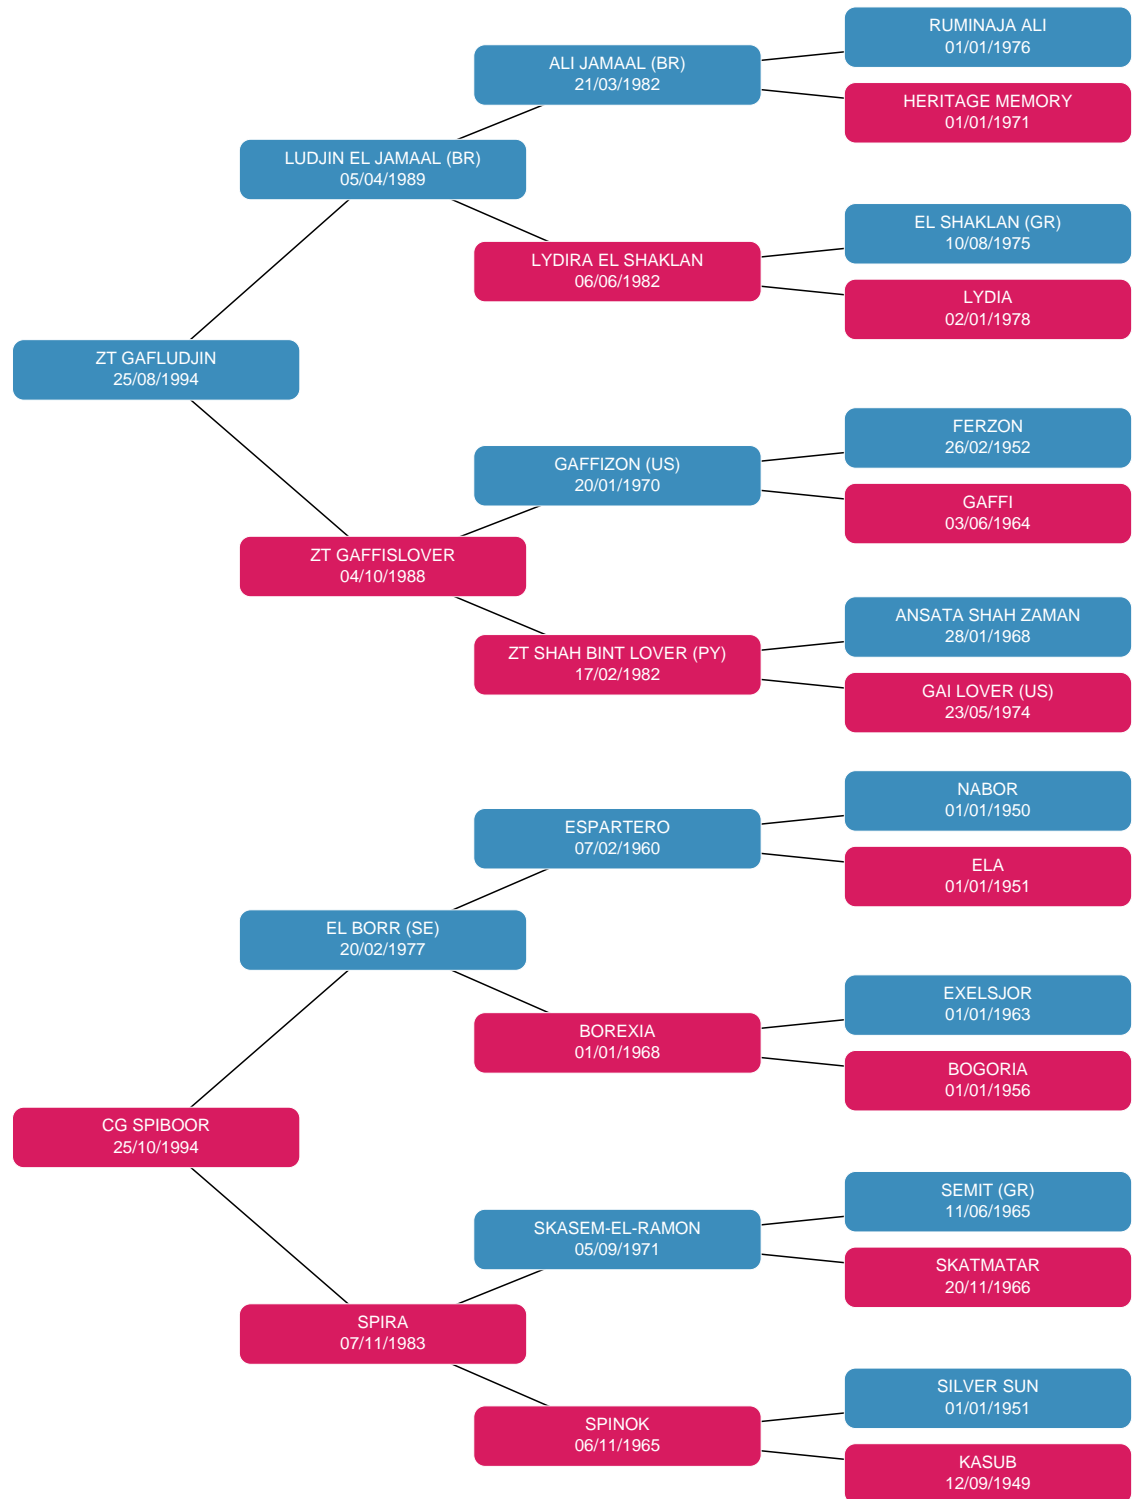 RUMINAJA ALI
01/01/1976
ALI JAMAAL (BR)
21/03/1982
HERITAGE MEMORY
01/01/1971
LUDJIN EL JAMAAL (BR)
05/04/1989
EL SHAKLAN (GR)
10/08/1975
LYDIRA EL SHAKLAN
06/06/1982
LYDIA
02/01/1978
ZT GAFLUDJIN
25/08/1994
FERZON
26/02/1952
GAFFIZON (US)
20/01/1970
GAFFI
03/06/1964
ZT GAFFISLOVER
04/10/1988
ANSATA SHAH ZAMAN
28/01/1968
ZT SHAH BINT LOVER (PY)
17/02/1982
GAI LOVER (US)
23/05/1974
NABOR
01/01/1950
ESPARTERO
07/02/1960
ELA
01/01/1951
EL BORR (SE)
20/02/1977
EXELSJOR
01/01/1963
BOREXIA
01/01/1968
BOGORIA
01/01/1956
CG SPIBOOR
25/10/1994
SEMIT (GR)
11/06/1965
SKASEM-EL-RAMON
05/09/1971
SKATMATAR
20/11/1966
SPIRA
07/11/1983
SILVER SUN
01/01/1951
SPINOK
06/11/1965
KASUB
12/09/1949